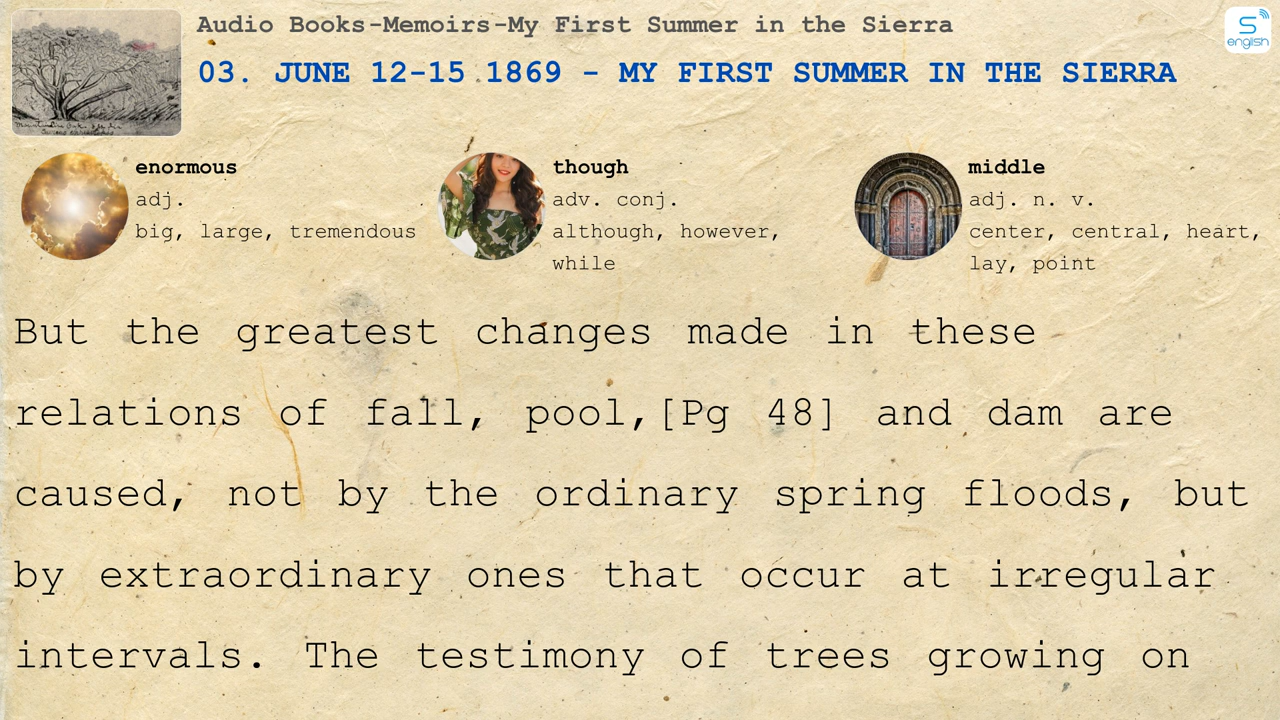 Audio Books-Memoirs-My First Summer in the Sierra
03. JUNE 12-15 1869 - MY FIRST SUMMER IN THE SIERRA
S
english
enormous
adj.
big, large, tremendous
though
adv. conj.
although, however,
while
middle
adj. n. v.
center, central, heart,
lay, point
But the greatest changes made in these
relations of fall, pool,[Pg 48] and dam are
caused, not by the ordinary spring floods, but
by extraordinary ones that occur at irregular
intervals. The testimony of trees growing on